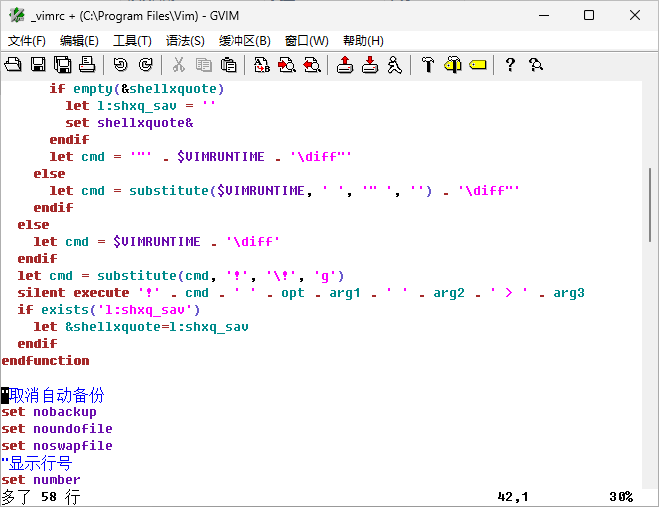 _vimrc + (C:\Program Files\Vim) - GVIM
文件(F) 编辑(E) 工具(T) 语法(S) 缓冲区(B) 窗口(W) 帮助(H)
if empty(&shellxquote)
let l:shxq_sav = ''
set shellxquote&
endif
let cmd = '"' . $VIMRUNTIME . '\diff"'
else
let cmd = substitute($VIMRUNTIME, ' ', '" ', '') . '\diff"'
endif
else
let cmd = $VIMRUNTIME . '\diff'
endif
let cmd = substitute(cmd, '!', '\!', 'g')
silent execute '!' . cmd . ' ' . opt . arg1 . ' ' . arg2 . ' > ' . arg3
if exists('l:shxq_sav')
let &shellxquote=l:shxq_sav
endif
endfunction
"取消自动备份
set nobackup
set noundofile
set noswapfile
"显示行号
set number
多了 58 行 42,1 30%